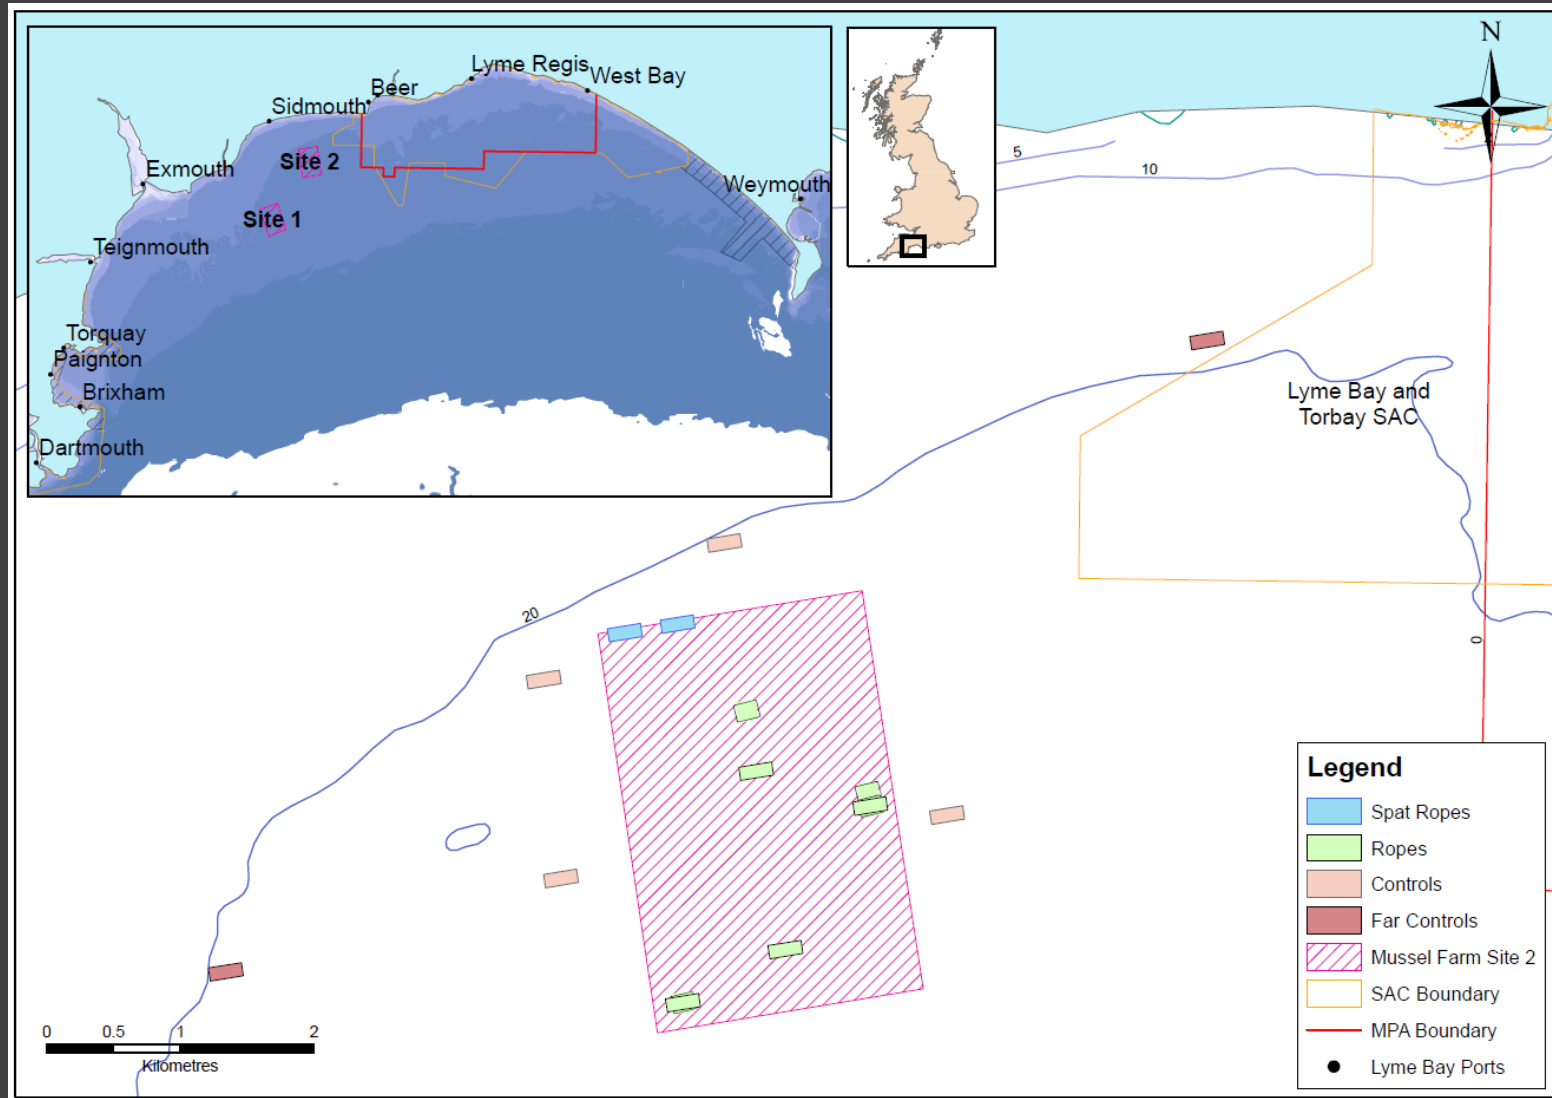 Lyme Regis
West Bay
Beer
Sidmouth
Site 2
Exmouth
Weymouth
Site 1
Teignmouth
Torquay
Paignton
Brixham
Dartmouth
N
5
10
Lyme Bay and
Torbay SAC
20
0
Legend
Spat Ropes
Ropes
Controls
Far Controls
Mussel Farm Site 2
SAC Boundary
MPA Boundary
Lyme Bay Ports
0 0.5 1 2
Kilometres